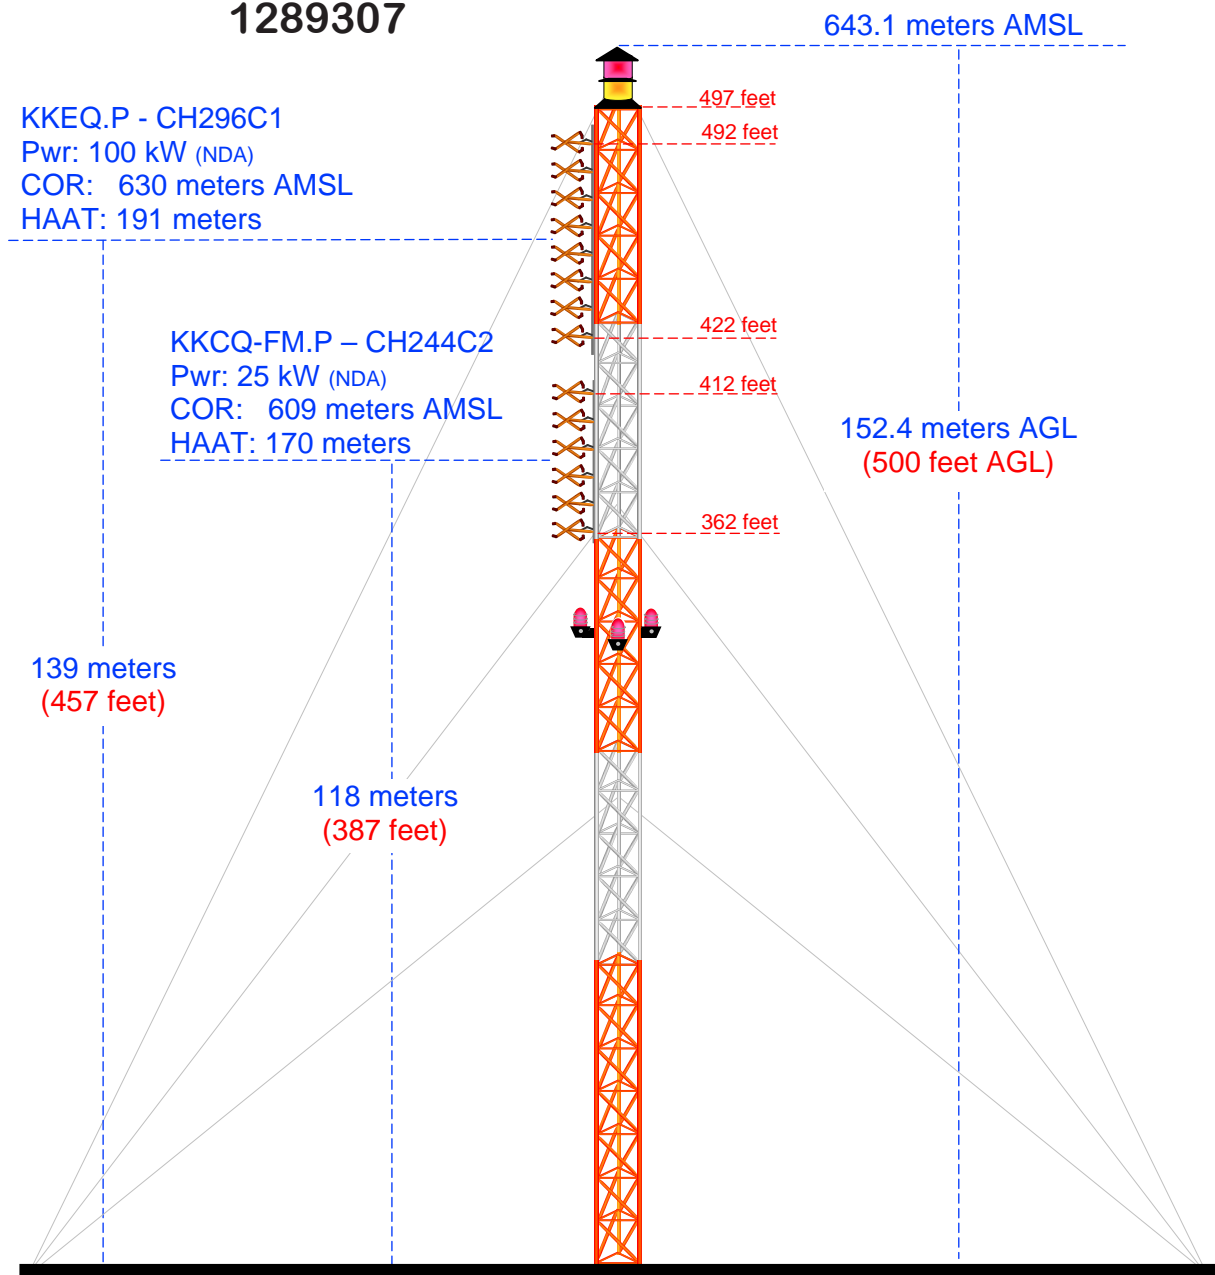 1289307
643.1 meters AMSL
497 feet
492 feet
KKEQ.P - CH296C1
Pwr: 100 kW (NDA)
COR: 630 meters AMSL
HAAT: 191 meters
422 feet
KKCQ-FM.P – CH244C2
Pwr: 25 kW (NDA)
COR: 609 meters AMSL
HAAT: 170 meters
412 feet
152.4 meters AGL
(500 feet AGL)
362 feet
139 meters
(457 feet)
118 meters
(387 feet)